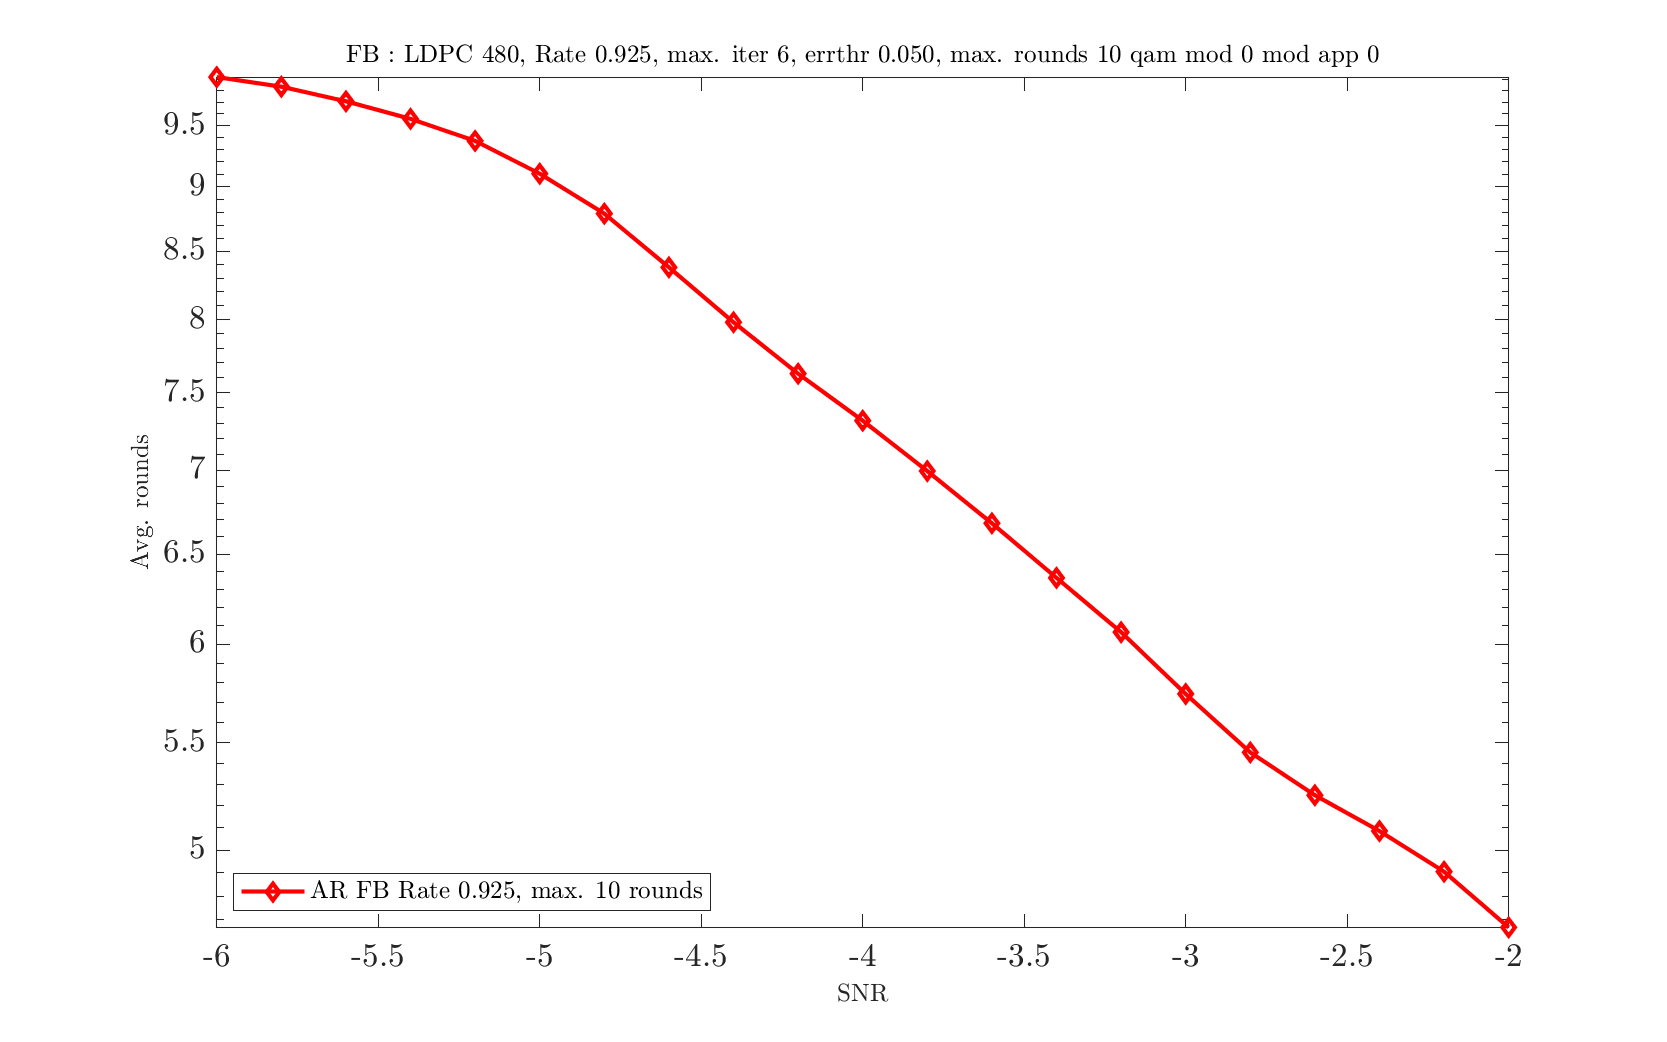 FB : LDPC 480, Rate 0.925, max. iter 6, errthr 0.050, max. rounds 10 qam mod 0 mod app 0
9.5
9
8.5
8
7.5
7
6.5
6
5.5
5
Avg. rounds
AR FB Rate 0.925, max. 10 rounds
-6 -5.5 -5 -4.5 -4 -3.5 -3 -2.5 -2
SNR